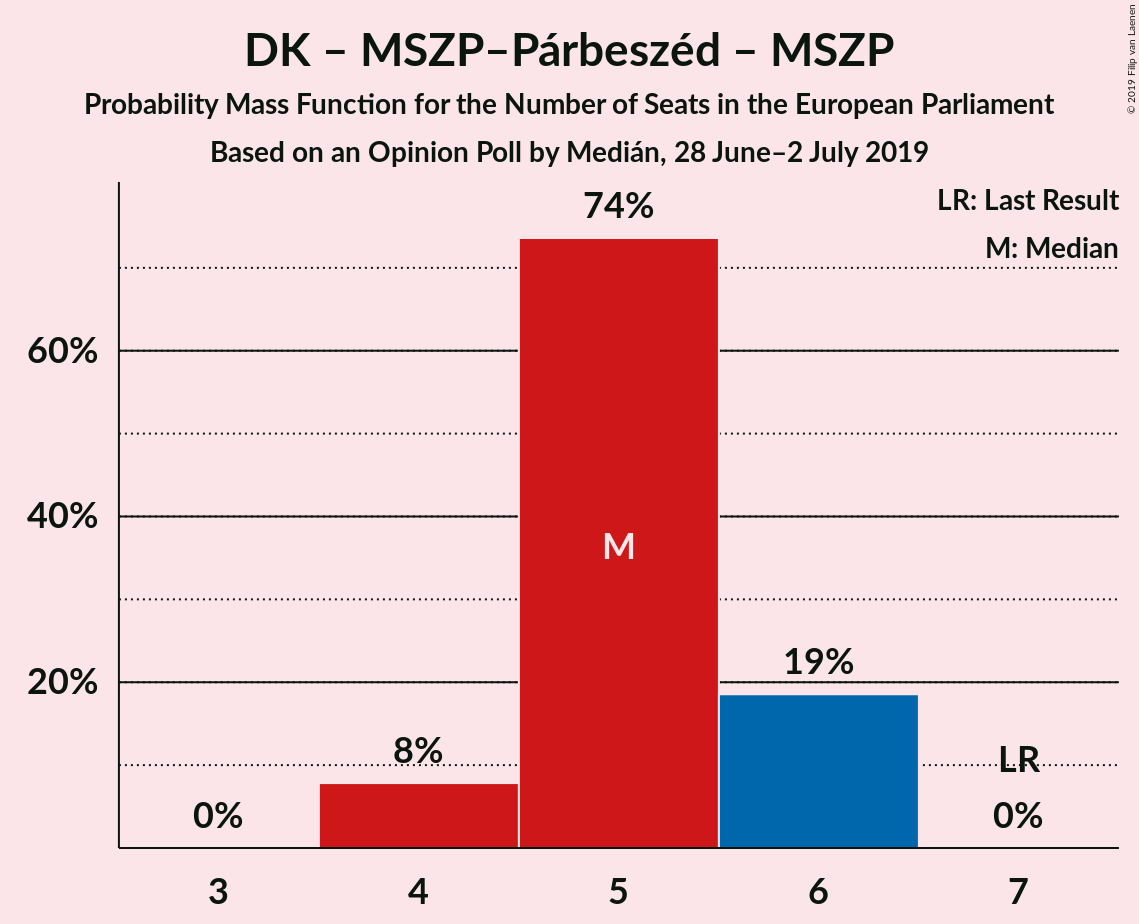 DK – MSZP–Párbeszéd – MSZP
Probability Mass Function for the Number of Seats in the European Parliament
Based on an Opinion Poll by Medián, 28 June–2 July 2019
© 2019 Filip van Laenen
LR: Last Result
M: Median
74%
60%
40%
M
20%
19%
8%
LR
0%
0%
3
4
5
6
7